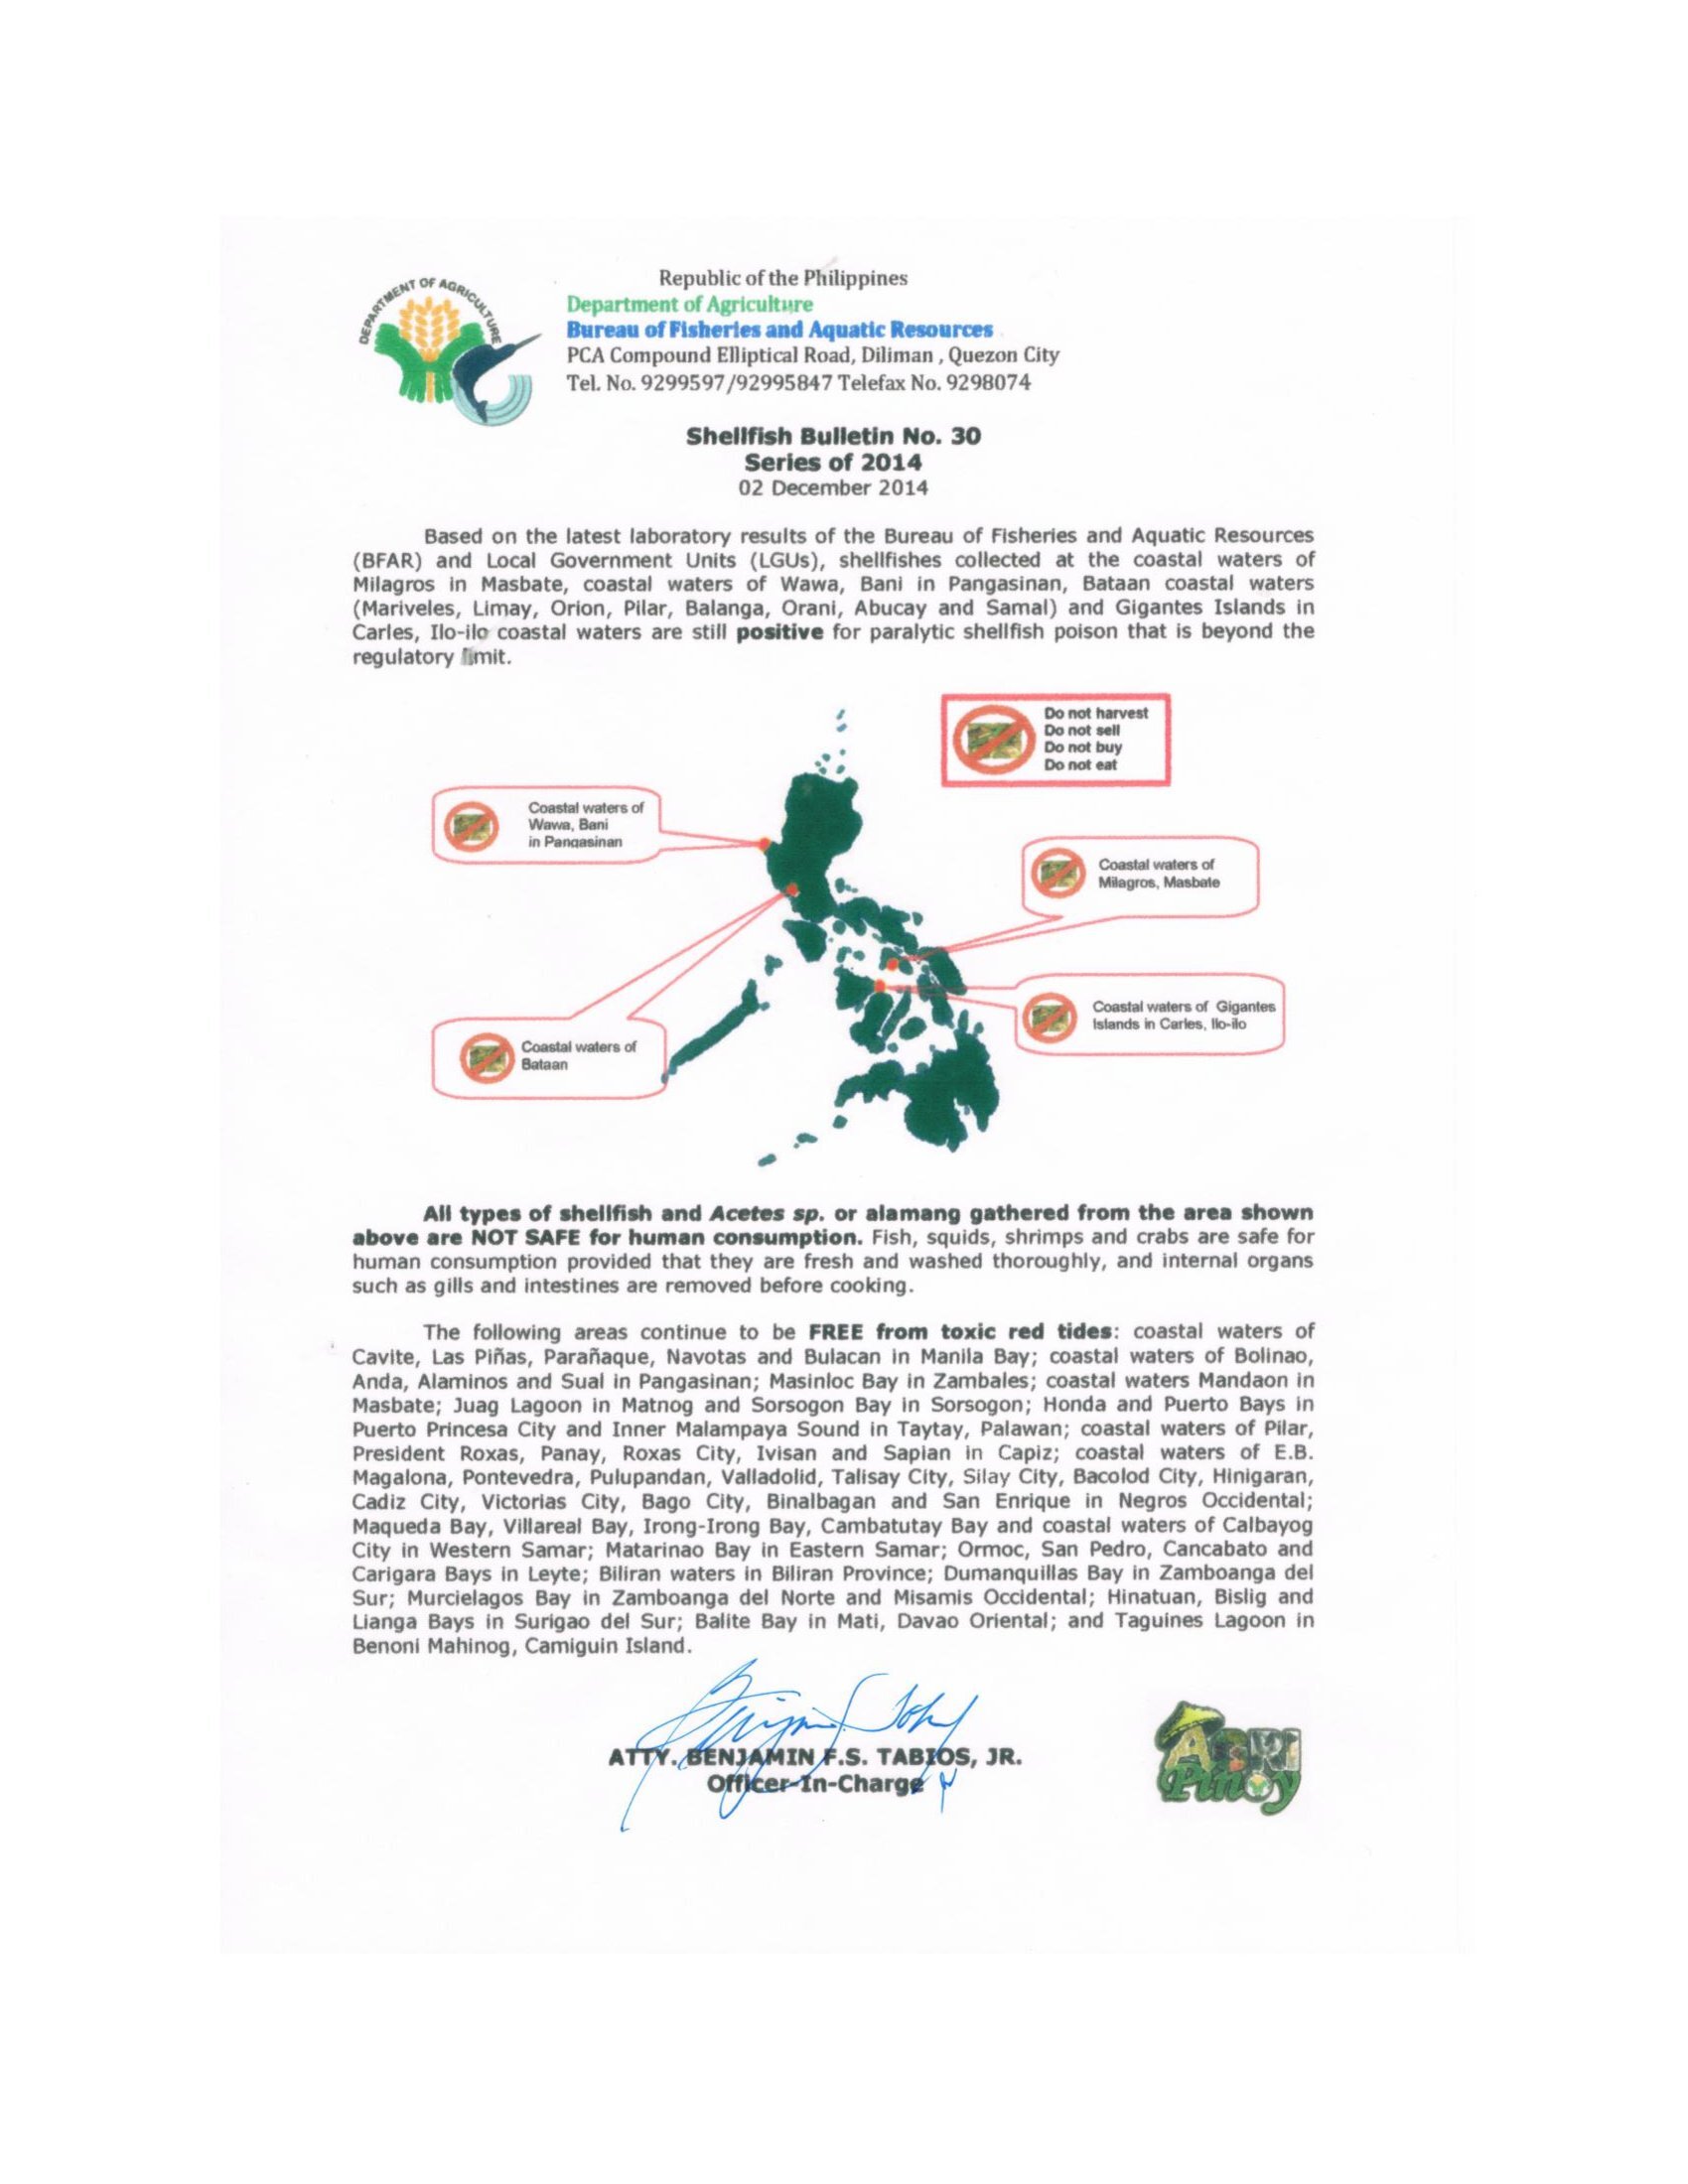 DEPARTMENT OF AGRICULTURE
Republic of the Philippines
Department of Agriculture
Bureau of Fisheries and Aquatic Resources
PCA Compound Elliptical Road, Diliman , Quezon City
Tel. No. 9299597/92995847 Telefax No. 9298074
Shellfish Bulletin No. 30
Series of 2014
02 December 2014
Based on the latest laboratory results of the Bureau of Fisheries and Aquatic Resources
(BFAR) and Local Government Units (LGUs), shellfishes collected at the coastal waters of
Milagros in Masbate, coastal waters of Wawa, Bani in Pangasinan, Bataan coastal waters
(Mariveles, Limay, Orion, Pilar, Balanga, Orani, Abucay and Samal) and Gigantes Islands in
Carles, Ilo-ilo coastal waters are still positive for paralytic shellfish poison that is beyond the
regulatory limit.
Do not harvest
Do not sell
Do not buy
Do not eat
Coastal waters of
Wawa, Bani
in Pangasinan
Coastal waters of
Milagros, Masbate
Coastal waters of Gigantes
Islands in Carles, Ilo-ilo
Coastal waters of
Bataan
All types of shellfish and Acetes sp. or alamang gathered from the area shown
above are NOT SAFE for human consumption. Fish, squids, shrimps and crabs are safe for
human consumption provided that they are fresh and washed thoroughly, and internal organs
such as gills and intestines are removed before cooking.
The following areas continue to be FREE from toxic red tides: coastal waters of
Cavite, Las Piñas, Parañaque, Navotas and Bulacan in Manila Bay; coastal waters of Bolinao,
Anda, Alaminos and Sual in Pangasinan; Masinloc Bay in Zambales; coastal waters Mandaon in
Masbate; Juag Lagoon in Matnog and Sorsogon Bay in Sorsogon; Honda and Puerto Bays in
Puerto Princesa City and Inner Malampaya Sound in Taytay, Palawan; coastal waters of Pilar,
President Roxas, Panay, Roxas City, Ivisan and Sapian in Capiz; coastal waters of E.B.
Magalona, Pontevedra, Pulupandan, Valladolid, Talisay City, Silay City, Bacolod City, Hinigaran,
Cadiz City, Victorias City, Bago City, Binalbagan and San Enrique in Negros Occidental;
Maqueda Bay, Villareal Bay, Irong-Irong Bay, Cambatutay Bay and coastal waters of Calbayog
City in Western Samar; Matarinao Bay in Eastern Samar; Ormoc, San Pedro, Cancabato and
Carigara Bays in Leyte; Biliran waters in Biliran Province; Dumanquillas Bay in Zamboanga del
Sur; Murcielagos Bay in Zamboanga del Norte and Misamis Occidental; Hinatuan, Bislig and
Lianga Bays in Surigao del Sur; Balite Bay in Mati, Davao Oriental; and Taguines Lagoon in
Benoni Mahinog, Camiguin Island.
ATTY. BENJAMIN F.S. TABIOS, JR.
Officer-In-Charge
AGRI
Pinoy